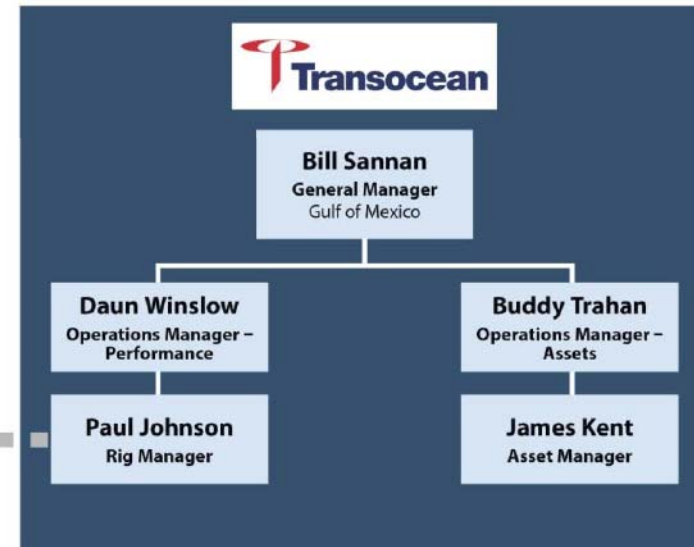 Transocean
Bill Sannan
General Manager
Gulf of Mexico
Daun Winslow
Operations Manager –
Performance
Buddy Trahan
Operations Manager –
Assets
Paul Johnson
Rig Manager
James Kent
Asset Manager